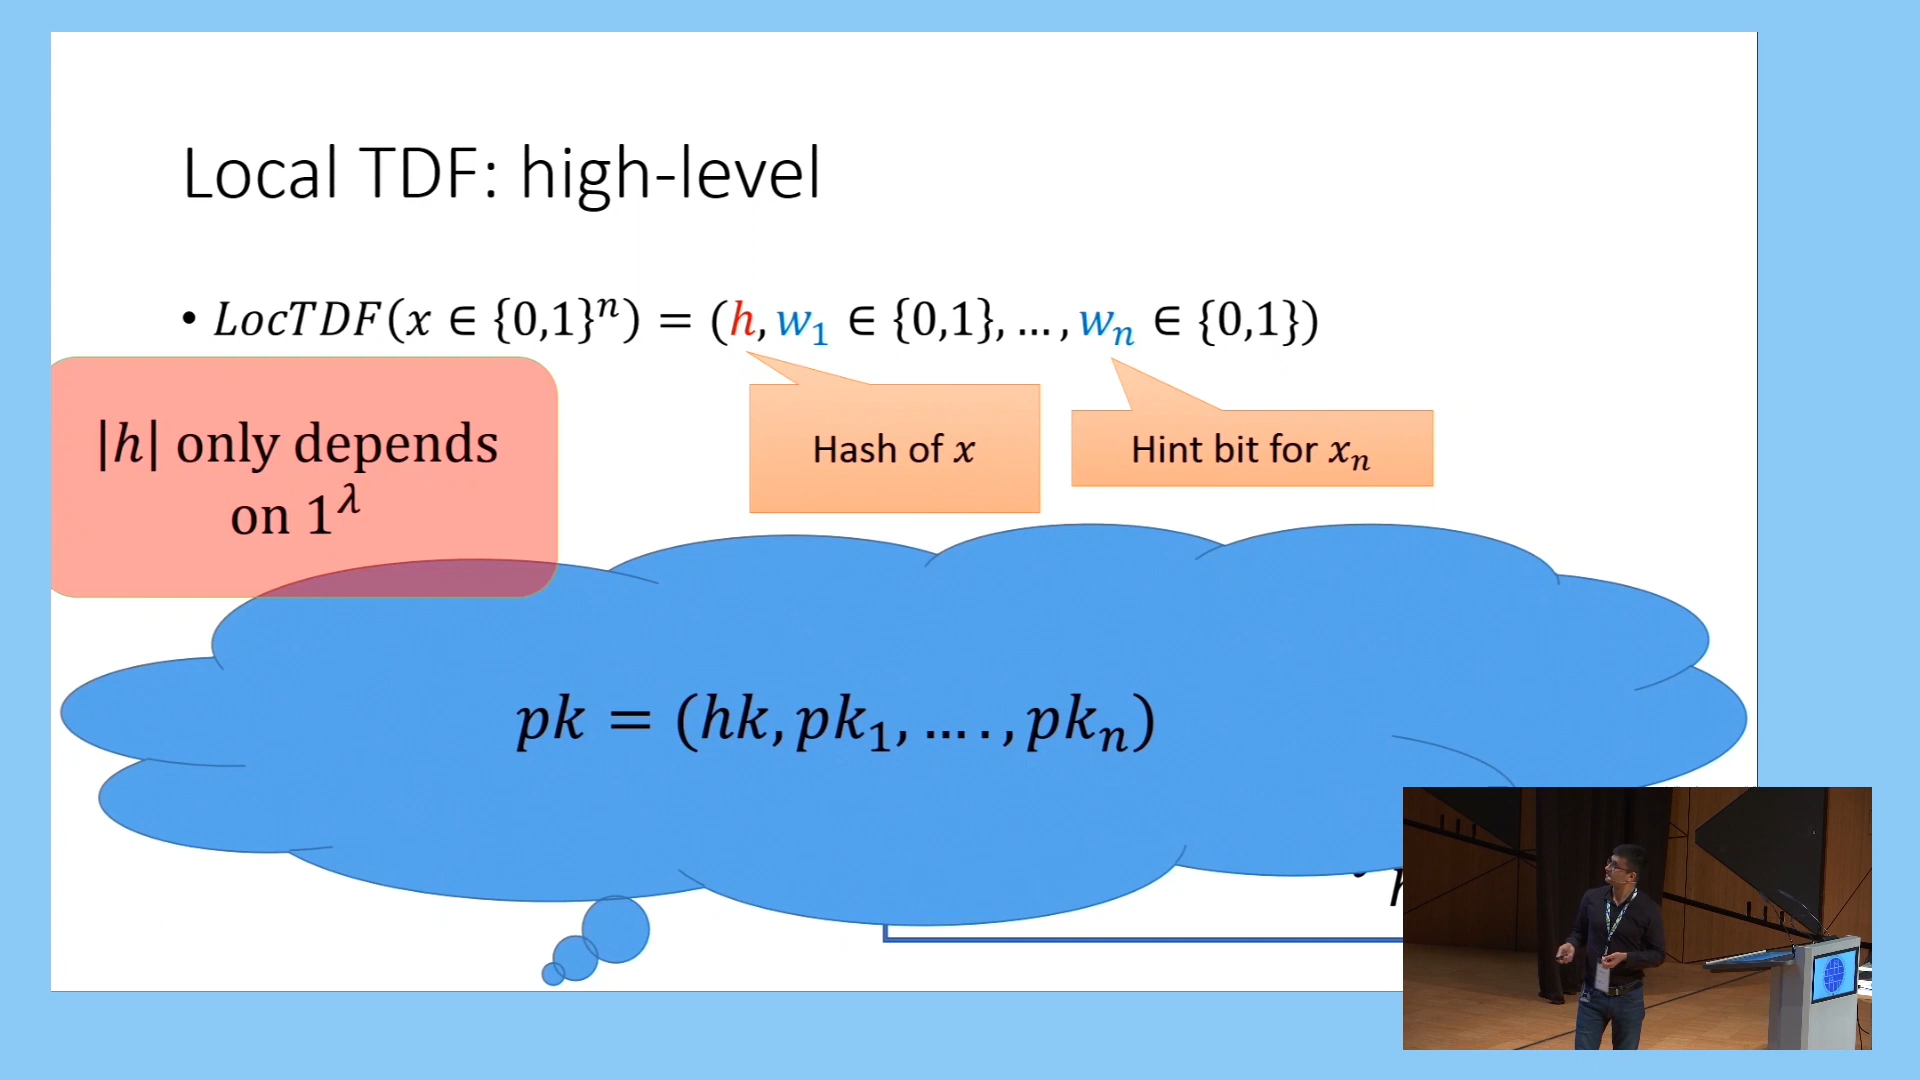 Local TDF: high-level
• LocTDF(x ∈ {0,1}ⁿ) = (h, w₁ ∈ {0,1}, … , wₙ ∈ {0,1})
|h| only depends
on 1^λ
Hash of x
Hint bit for xₙ
pk = (hk, pk₁, … . , pkₙ)